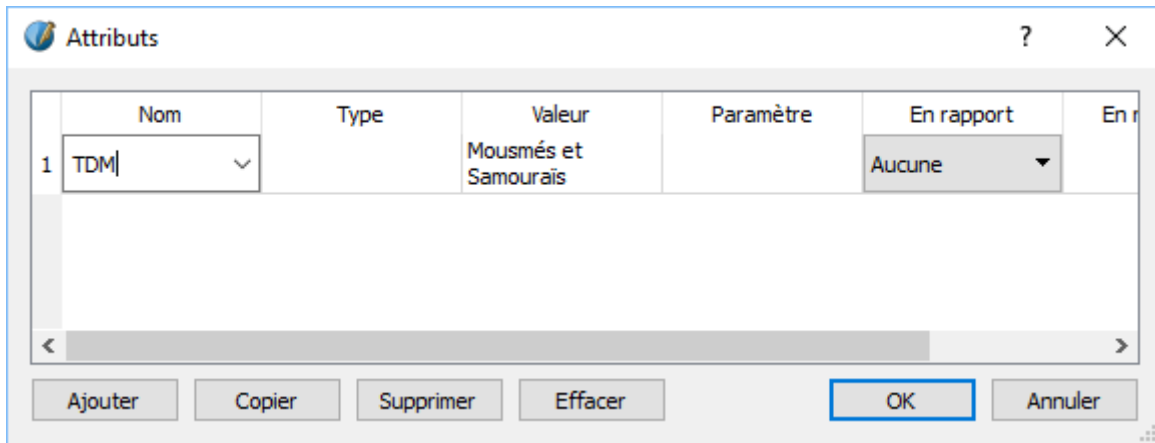 Attributs
?
Nom Type Valeur Paramètre En rapport En r
1 TDM Mousmés et Aucune
Samouraïs
Ajouter Copier Supprimer Effacer OK Annuler